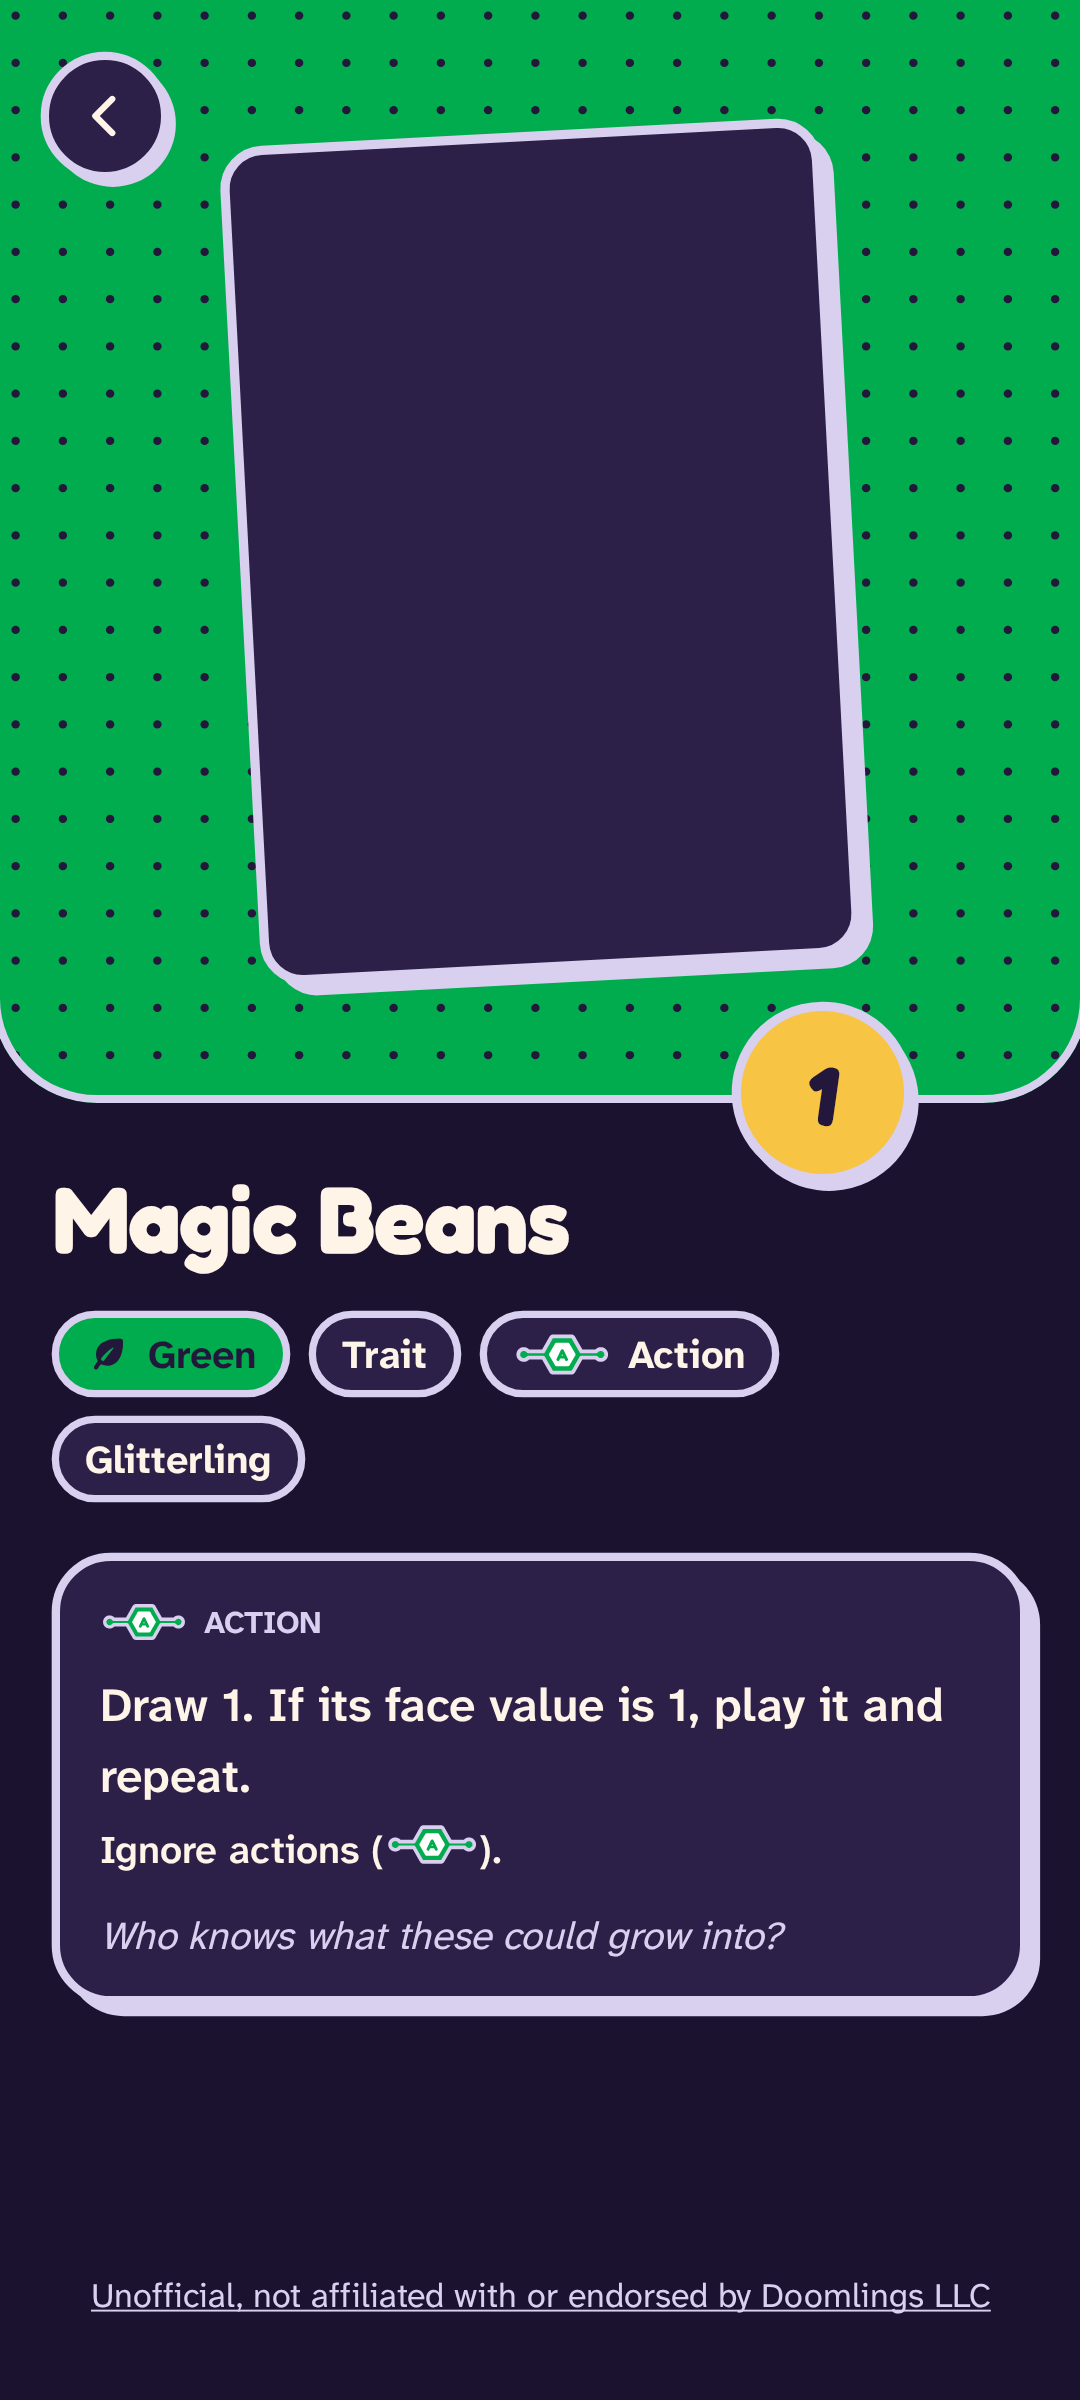 1
Magic Beans
Green
Trait
A Action
Glitterling
A ACTION
Draw 1. If its face value is 1, play it and
repeat.
Ignore actions (A).
Who knows what these could grow into?
Unofficial, not affiliated with or endorsed by Doomlings LLC